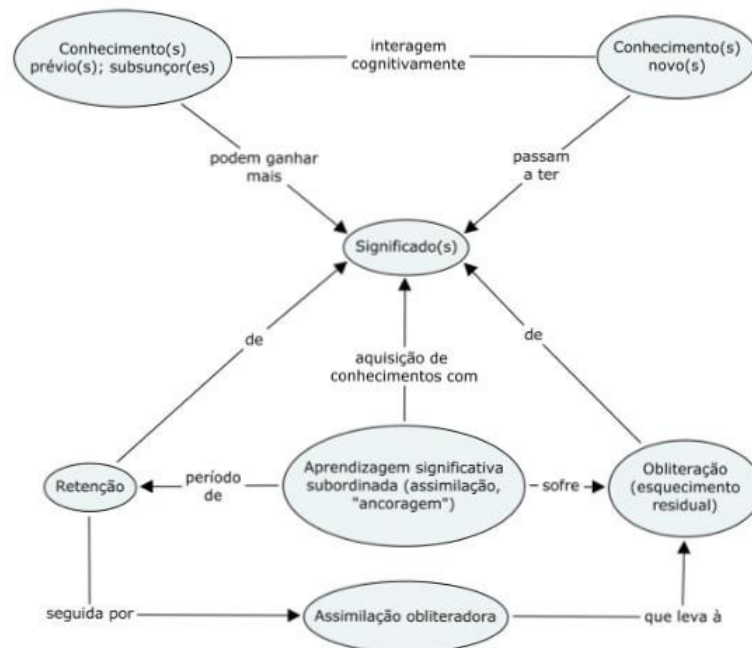 Conhecimento(s)
prévio(s); subsunçor(es)
interagem
cognitivamente
Conhecimento(s)
novo(s)
podem ganhar
mais
passam
a ter
Significado(s)
de
aquisição de
conhecimentos com
de
Retenção
período
de
Aprendizagem significativa
subordinada (assimilação,
"ancoragem")
sofre
Obliteração
(esquecimento
residual)
seguida por
Assimilação obliteradora
que leva à